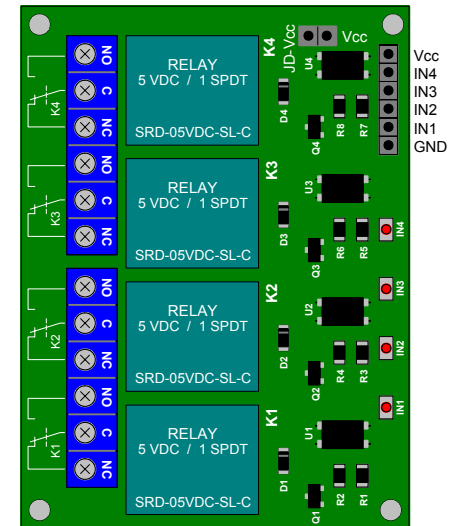 JD-Vcc
Vcc
K4
RELAY
5 VDC / 1 SPDT
SRD-05VDC-SL-C
NO
C
NC
K4
D4
U4
Q4
R8
R7
Vcc
IN4
IN3
IN2
IN1
GND
K3
RELAY
5 VDC / 1 SPDT
SRD-05VDC-SL-C
NO
C
NC
K3
D3
U3
Q3
R6
R5
IN4
K2
RELAY
5 VDC / 1 SPDT
SRD-05VDC-SL-C
NO
C
NC
K2
D2
U2
Q2
R4
R3
IN3
IN2
K1
RELAY
5 VDC / 1 SPDT
SRD-05VDC-SL-C
NO
C
NC
K1
D1
U1
Q1
R2
R1
IN1